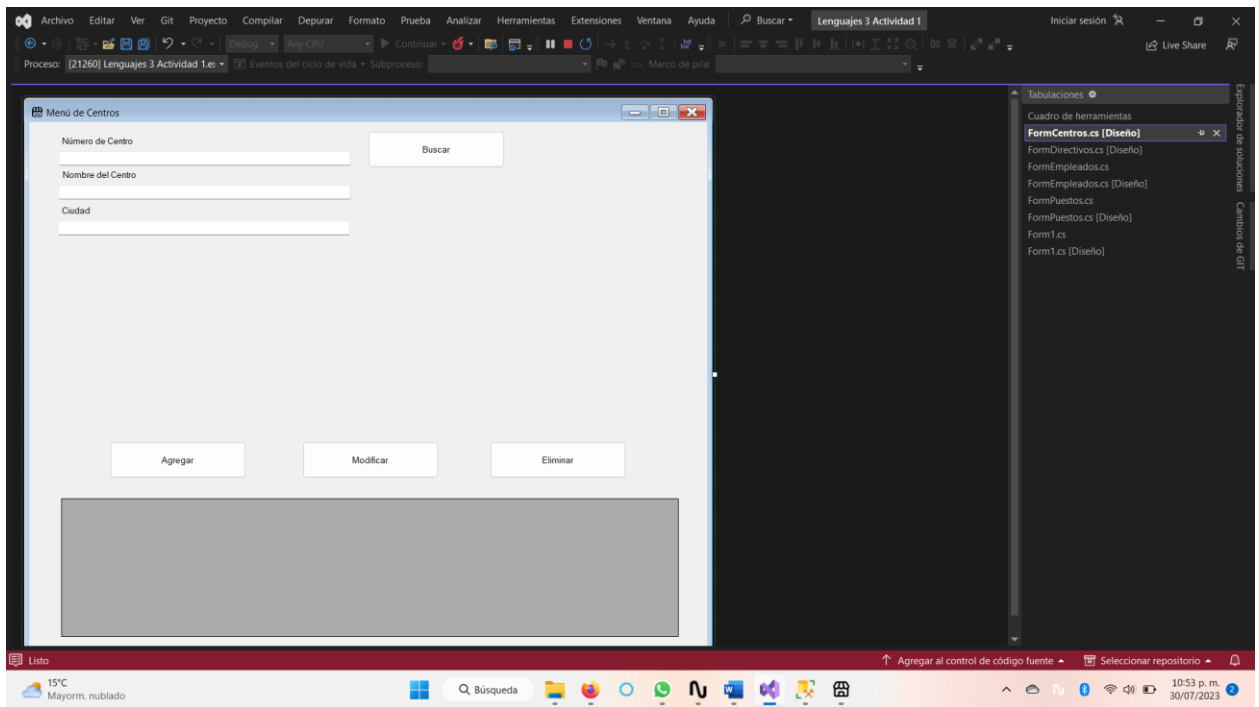 Archivo Editar Ver Git Proyecto Compilar Depurar Formato Prueba Analizar Herramientas Extensiones Ventana Ayuda Buscar Lenguajes 3 Actividad 1 Iniciar sesión
Debug Any CPU Continuar Live Share
Proceso: [21260] Lenguajes 3 Actividad 1.e: Eventos del ciclo de vida Subproceso: Marco de pila:
Menú de Centros
Número de Centro
Buscar
Nombre del Centro
Ciudad
Agregar Modificar Eliminar
Tabulaciones
Cuadro de herramientas
FormCentros.cs [Diseño]
FormDirectivos.cs [Diseño]
FormEmpleados.cs
FormEmpleados.cs [Diseño]
FormPuestos.cs
FormPuestos.cs [Diseño]
Form1.cs
Form1.cs [Diseño]
Explorador de soluciones
Cambios de GIT
Listo Agregar al control de código fuente Seleccionar repositorio
15°C
Mayorm. nublado
Búsqueda
10:53 p. m.
30/07/2023
2